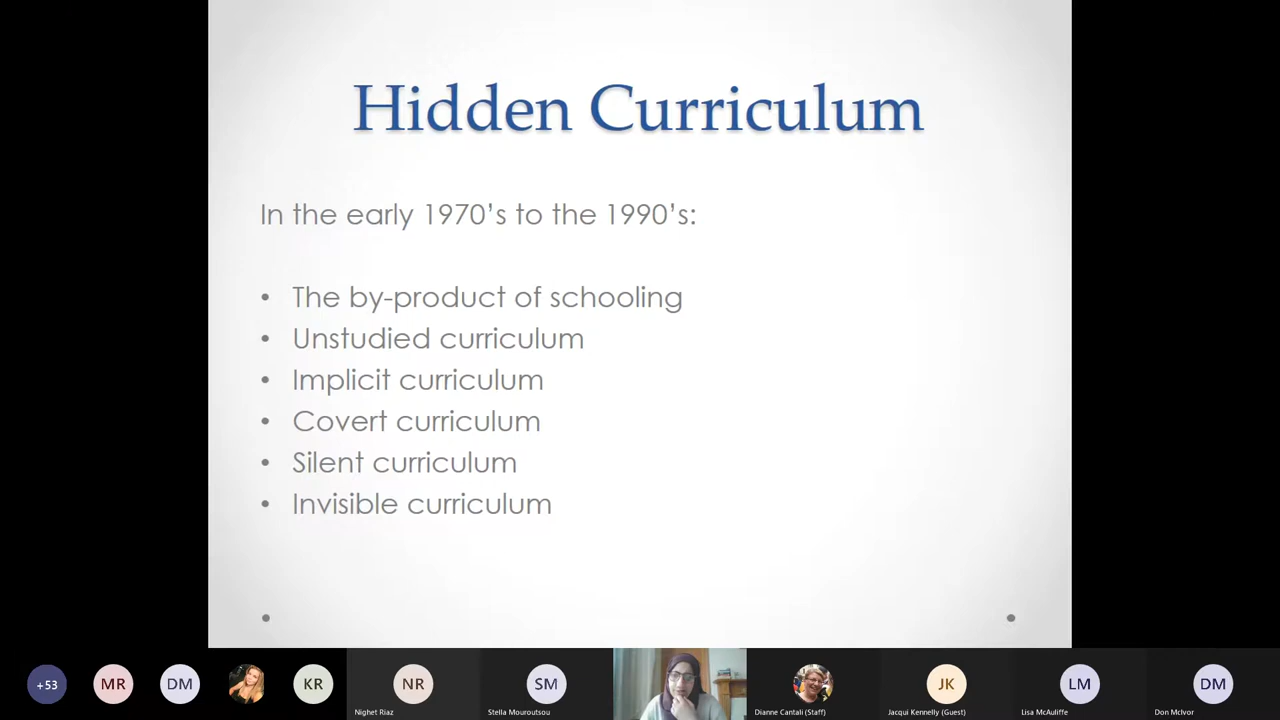 Hidden Curriculum
In the early 1970’s to the 1990’s:
• The by-product of schooling
• Unstudied curriculum
• Implicit curriculum
• Covert curriculum
• Silent curriculum
• Invisible curriculum
+53
MR
DM
KR
NR
Nighet Riaz
SM
Stella Mouroutsou
Dianne Cantali (Staff)
JK
Jacqui Kennelly (Guest)
LM
Lisa McAuliffe
DM
Don McIvor